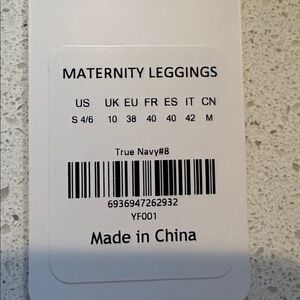 MATERNITY LEGGINGS
US UK EU FR ES IT CN
S 4/6 10 38 40 40 42 M
True Navy#8
6936947262932
YF001
Made in China